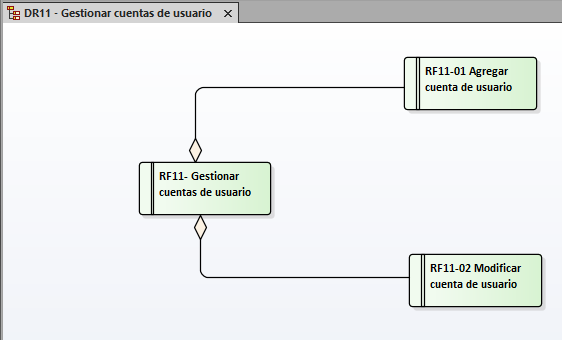 DR11 - Gestionar cuentas de usuario
RF11-01 Agregar
cuenta de usuario
RF11- Gestionar
cuentas de usuario
RF11-02 Modificar
cuenta de usuario